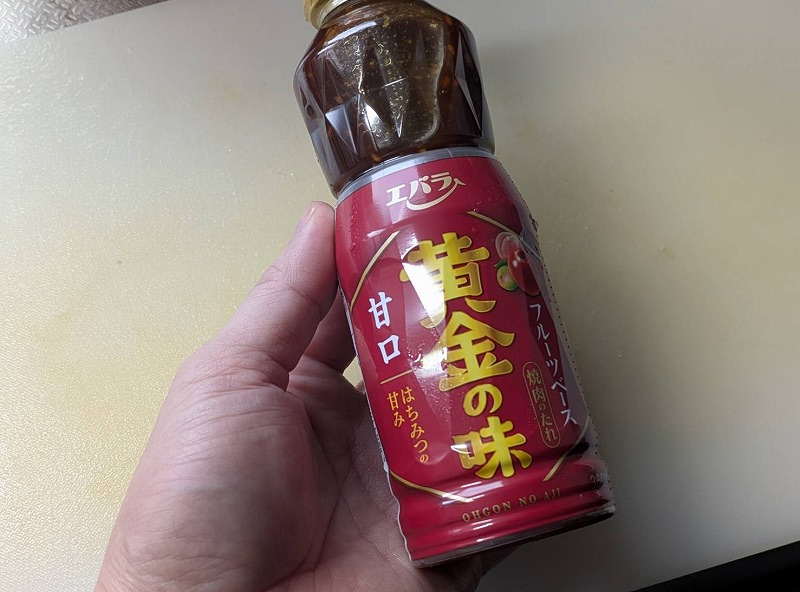 エバラ
黄金の味
甘口
はちみつの
甘み
フルーツベース
焼肉のたれ
OHGON NO AJI